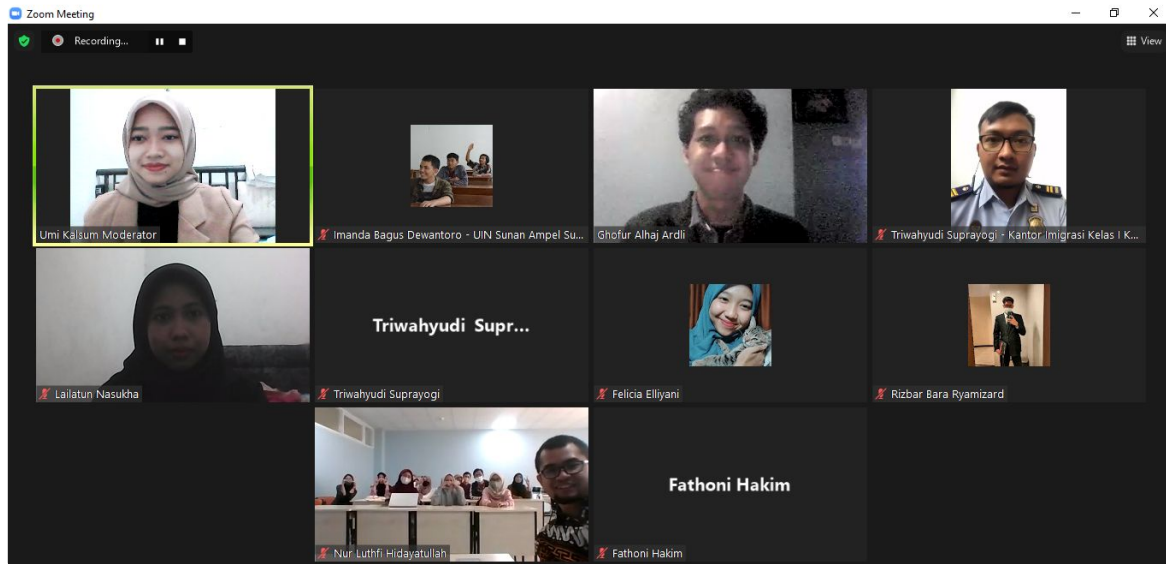 Zoom Meeting
Recording...
View
Umi Kalsum Moderator
Imanda Bagus Dewantoro - UIN Sunan Ampel Su...
Ghofur Alhaj Ardli
Triwahyudi Suprayogi - Kantor Imigrasi Kelas I K...
Lailatun Nasukha
Triwahyudi Supr...
Triwahyudi Suprayogi
Felicia Elliyani
Rizbar Bara Ryamizard
Nur Luthfi Hidayatullah
Fathoni Hakim
Fathoni Hakim